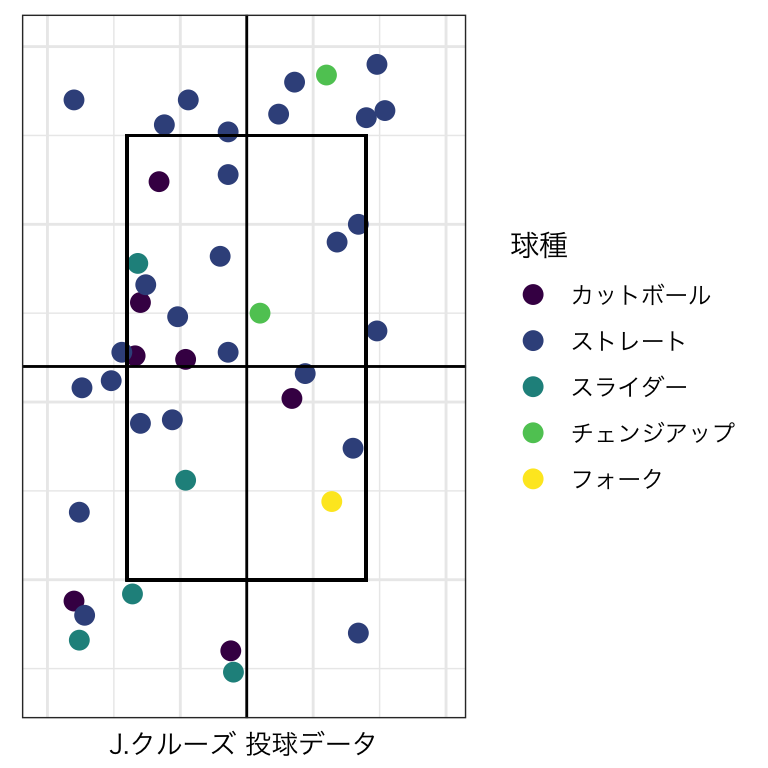 球種
カットボール
ストレート
スライダー
チェンジアップ
フォーク
J.クルーズ 投球データ